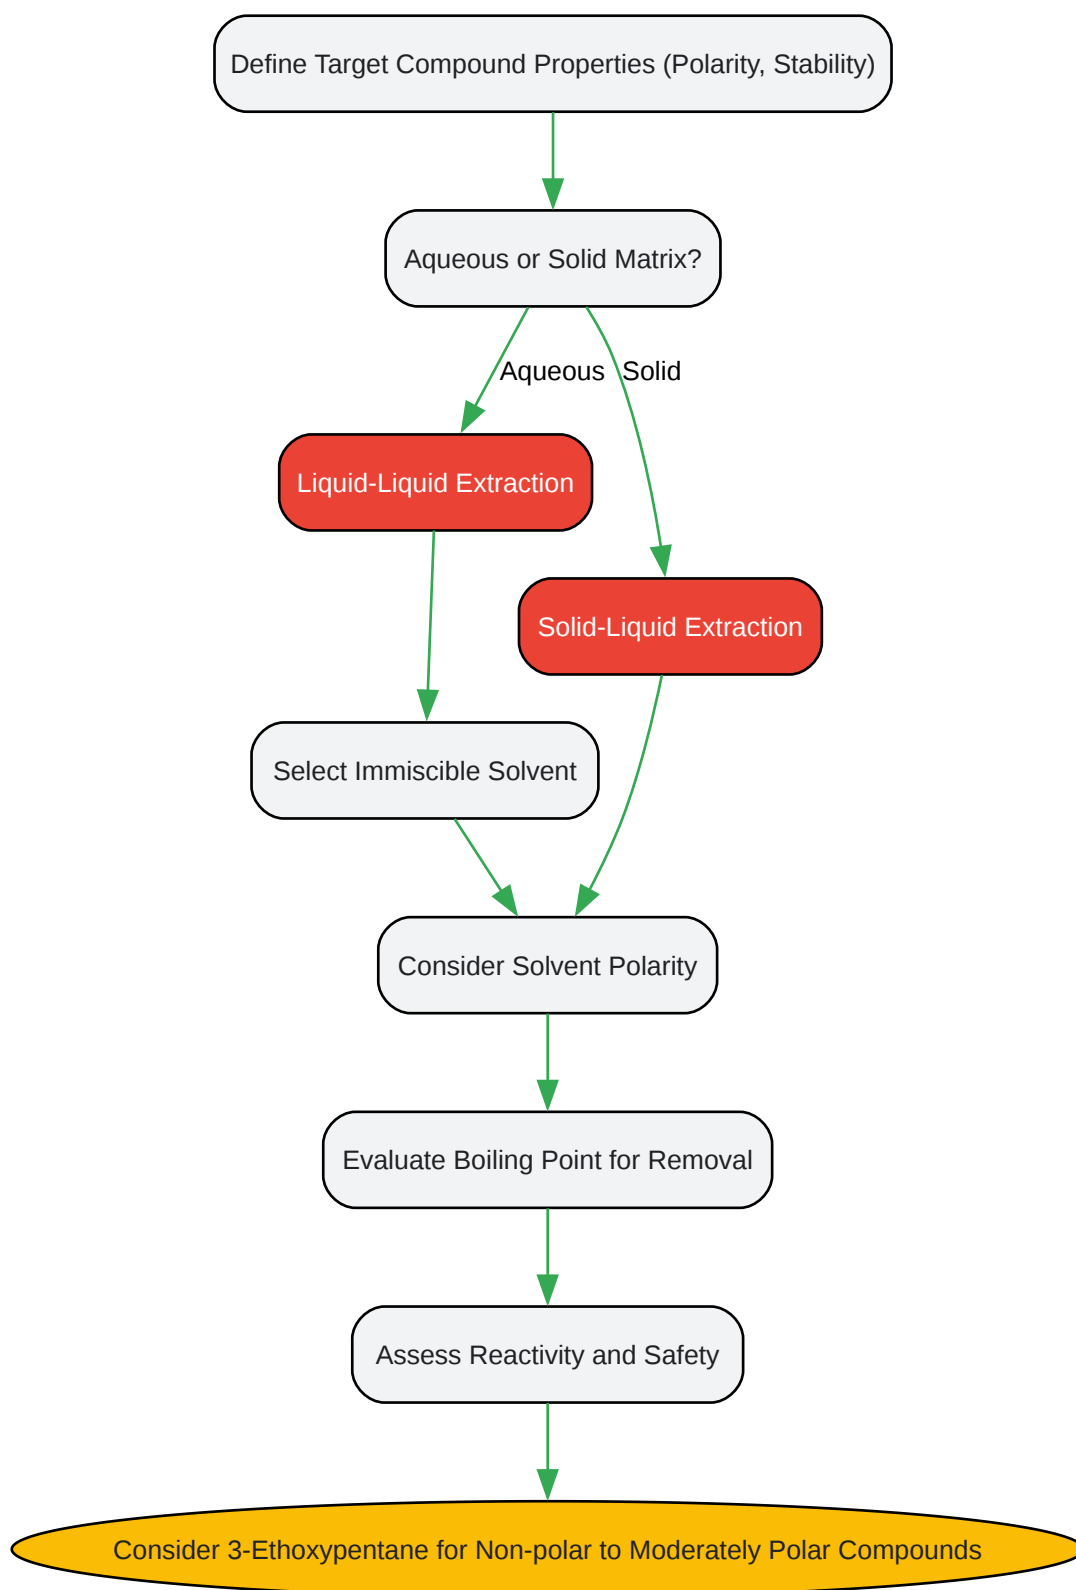 Define Target Compound Properties (Polarity, Stability)
Aqueous or Solid Matrix?
Aqueous
Solid
Liquid-Liquid Extraction
Solid-Liquid Extraction
Select Immiscible Solvent
Consider Solvent Polarity
Evaluate Boiling Point for Removal
Assess Reactivity and Safety
Consider 3-Ethoxypentane for Non-polar to Moderately Polar Compounds